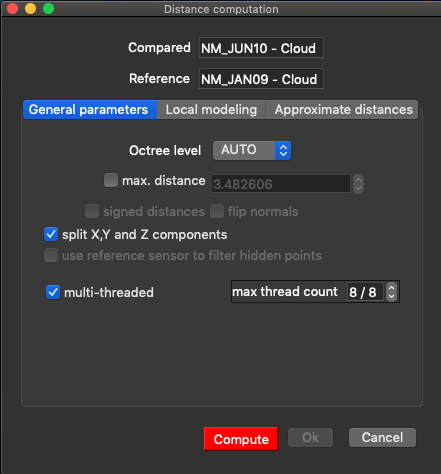 Distance computation
Compared NM_JUN10 - Cloud
Reference NM_JAN09 - Cloud
General parameters Local modeling Approximate distances
Octree level AUTO
max. distance 3.482606
signed distances flip normals
split X,Y and Z components
use reference sensor to filter hidden points
multi-threaded max thread count 8 / 8
Compute Ok Cancel